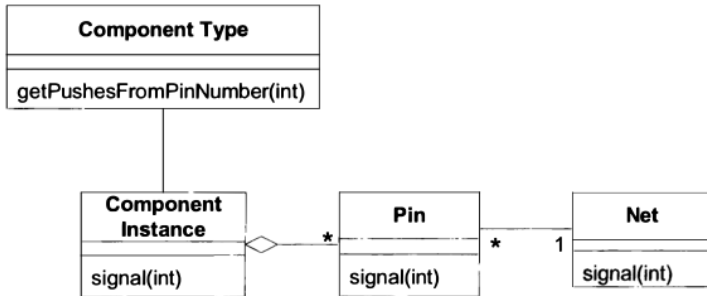 Component Type
getPushesFromPinNumber(int)
Component
Instance
signal(int)
*
Pin
signal(int)
*
1
Net
signal(int)